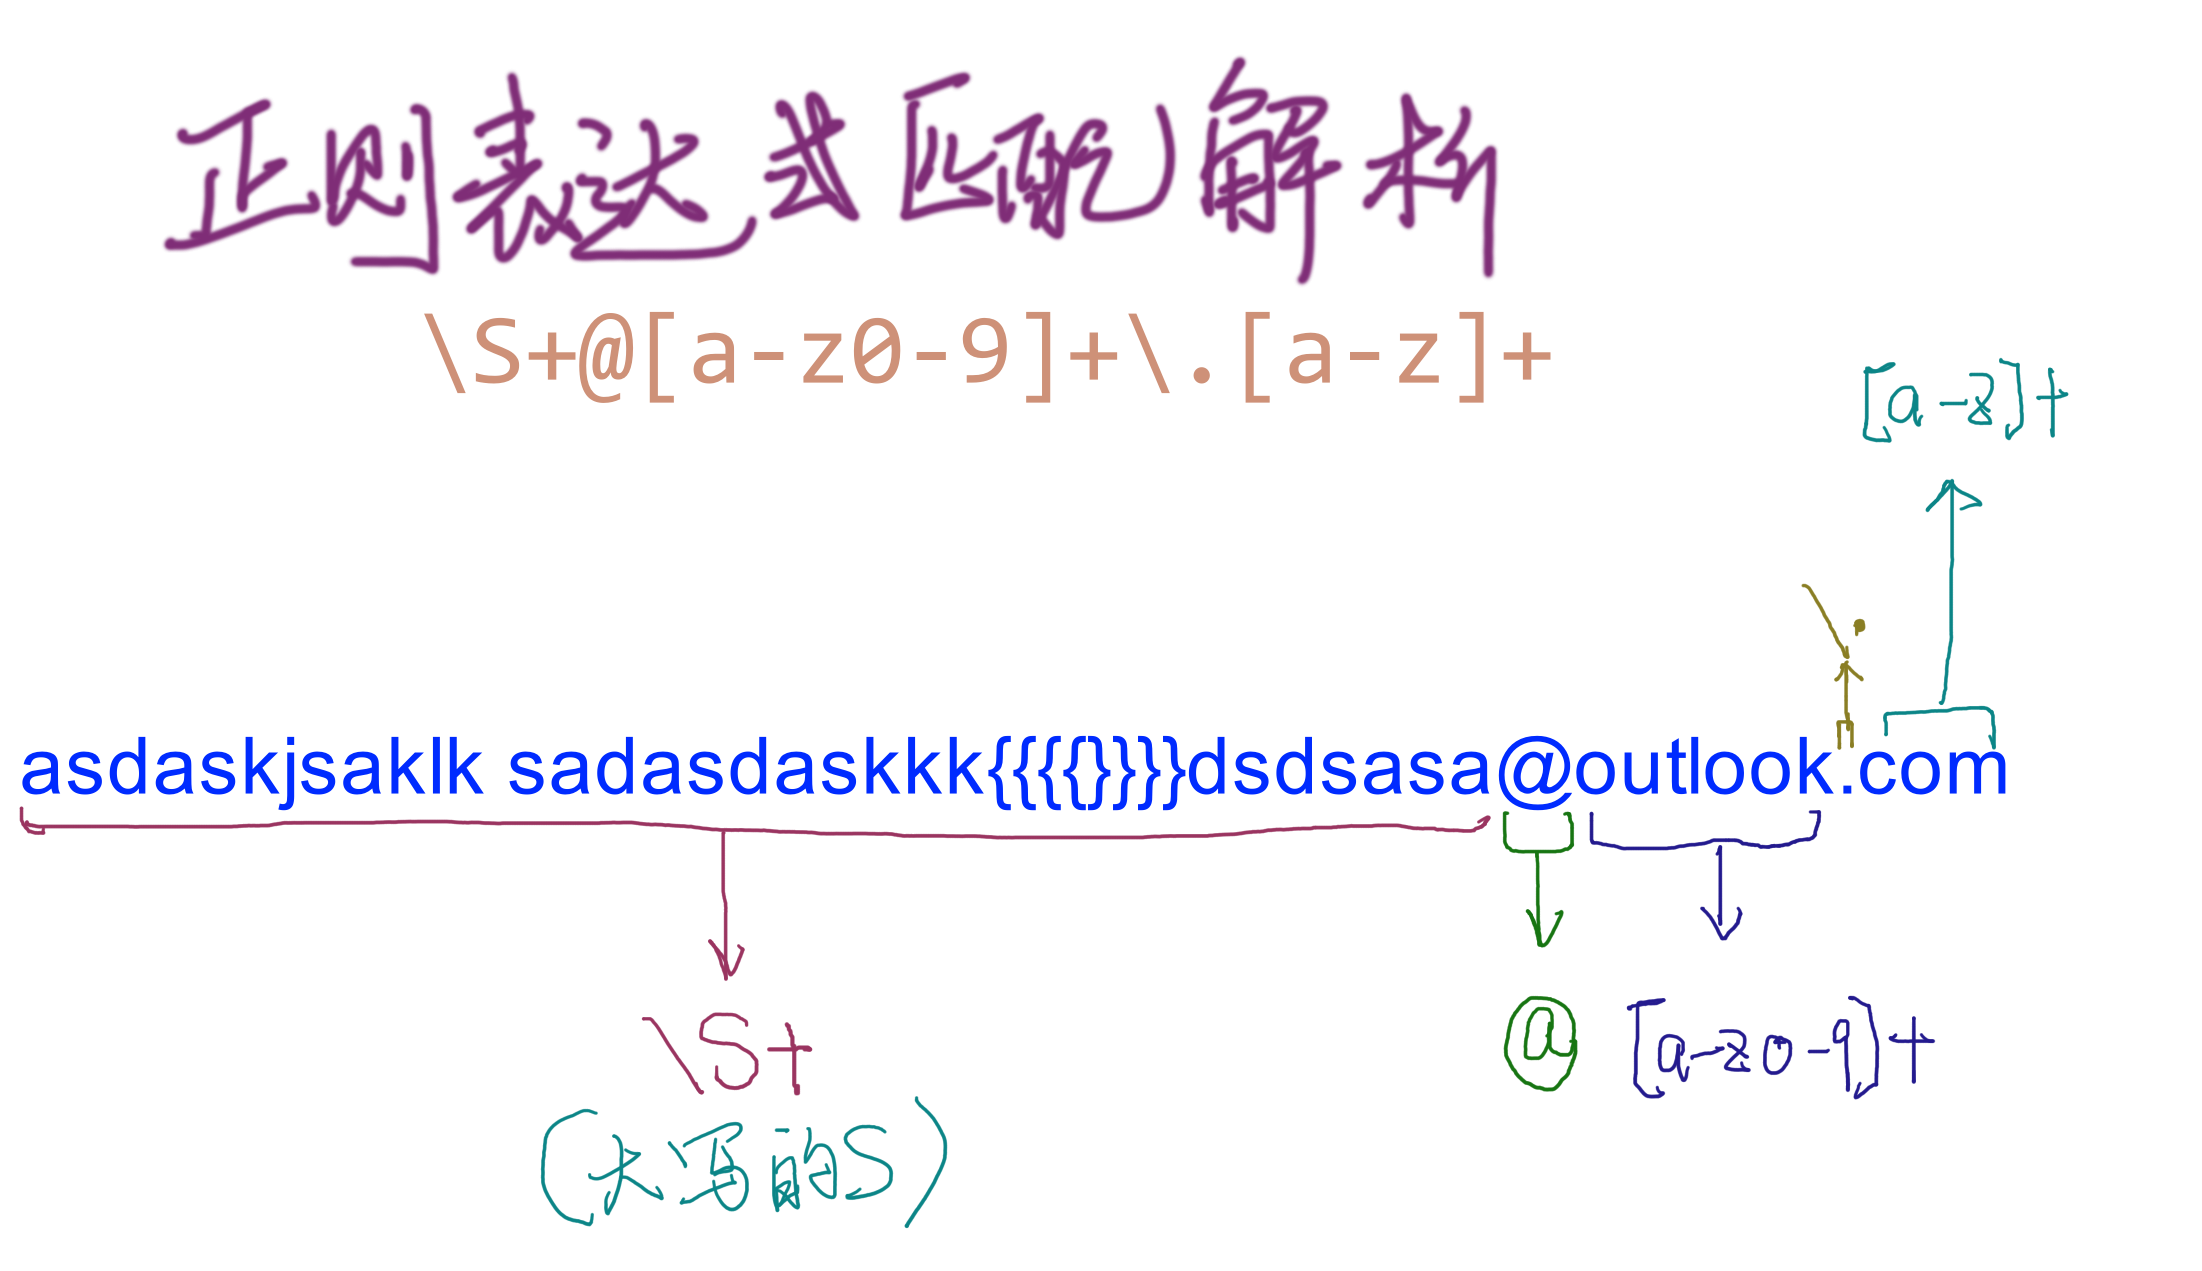 正则表达式匹配解析
\S+@[a-z0-9]+\.[a-z]+
[a-z]+
\.
asdaskjsaklk sadasdaskkk{{{{}}}}dsdsasa@outlook.com
\S+
@
[a-z0-9]+
(大写的S)